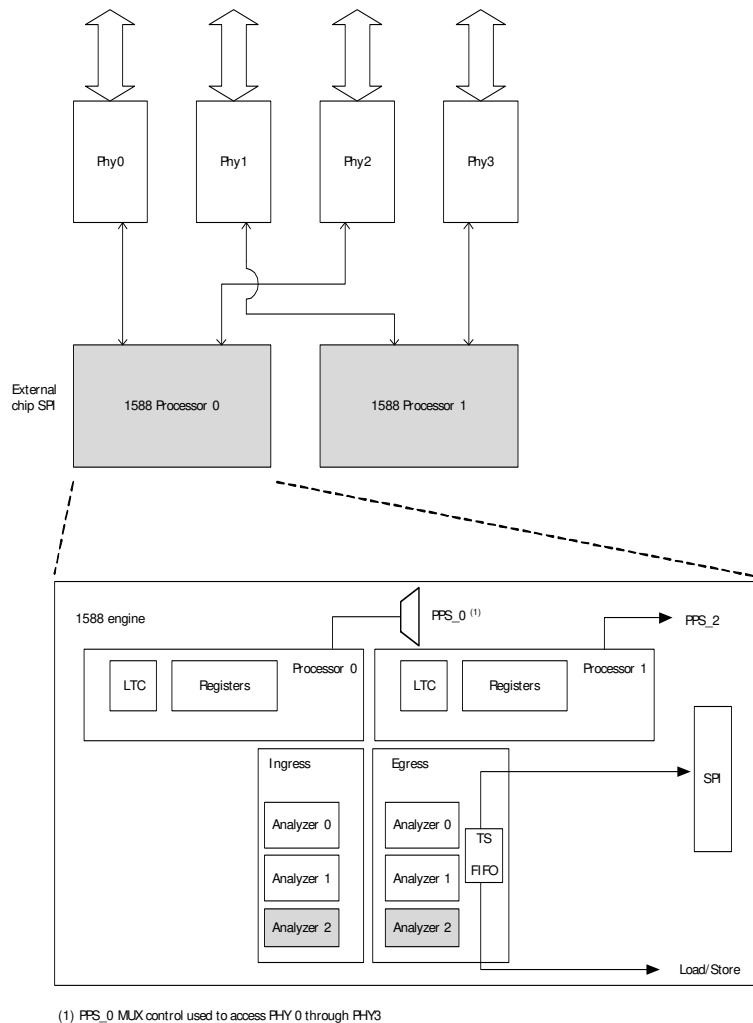 Phy0
Phy1
Phy2
Phy3
External
chip SPI
1588 Processor 0
1588 Processor 1
1588 engine
PPS_0 (1)
PPS_2
Processor 0
LTC
Registers
Processor 1
LTC
Registers
Ingress
Analyzer 0
Analyzer 1
Analyzer 2
Egress
Analyzer 0
Analyzer 1
Analyzer 2
TS
FIFO
SPI
Load/Store
(1) PPS_0 MUX control used to access PHY 0 through PHY3